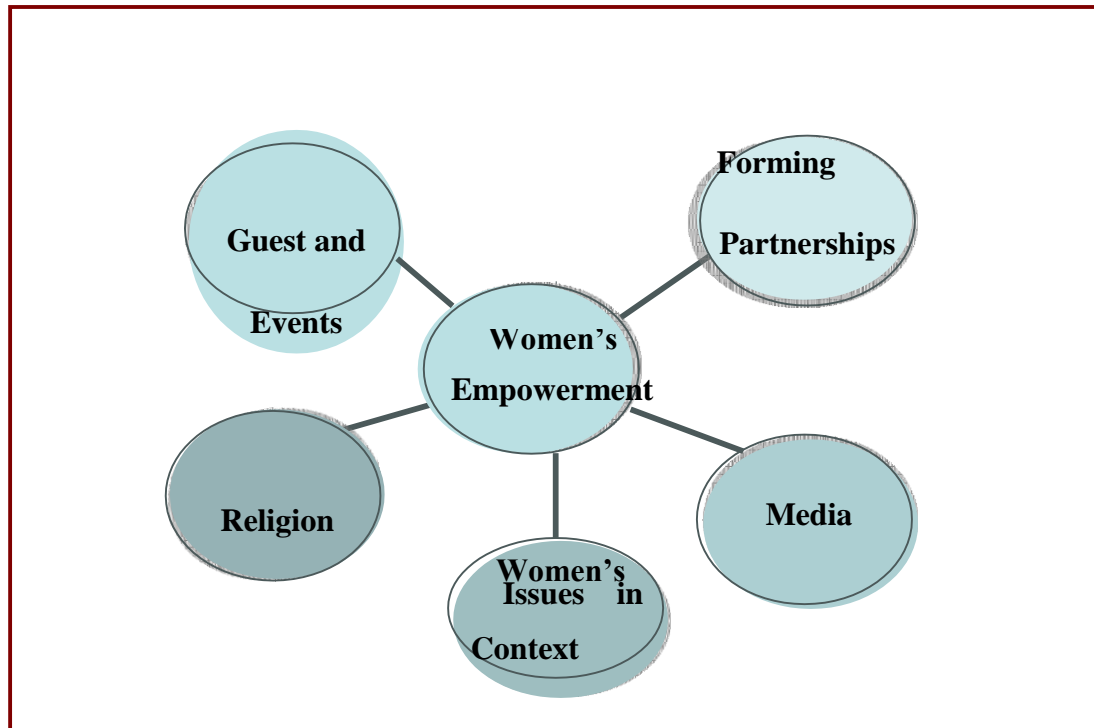 Guest and
Events
Forming
Partnerships
Women’s
Empowerment
Religion
Media
Women’s
Issues in
Context